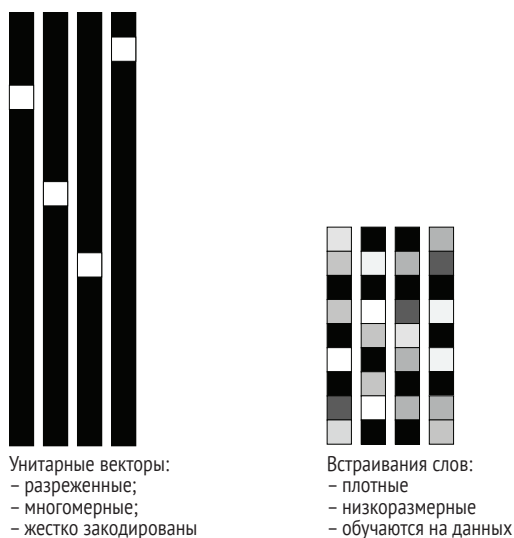 Унитарные векторы:
– разреженные;
– многомерные;
– жестко закодированы
Встраивания слов:
– плотные
– низкоразмерные
– обучаются на данных